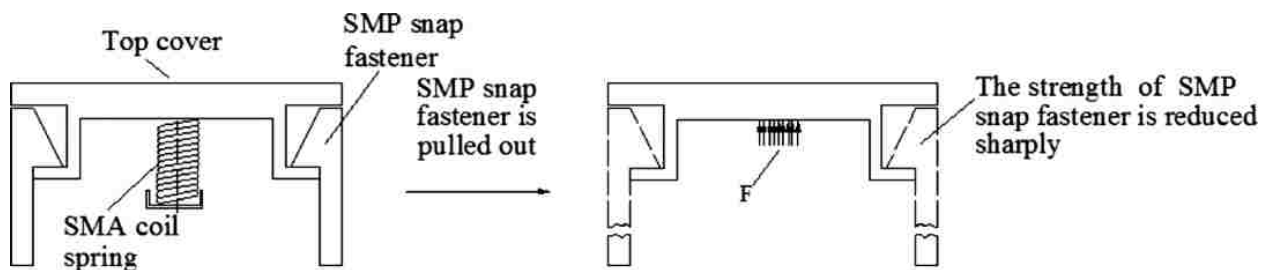 Top cover
SMP snap
fastener
SMA coil
spring
SMP snap
fastener is
pulled out
F
The strength of SMP
snap fastener is reduced
sharply